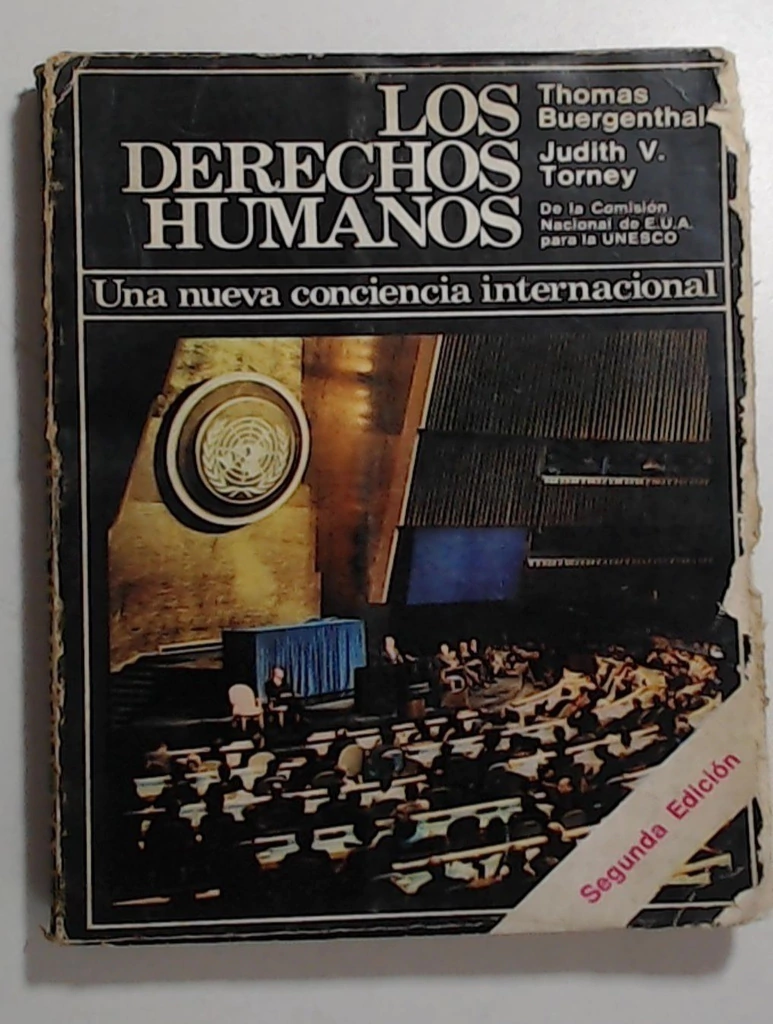 LOS
DERECHOS
HUMANOS
Thomas
Buergenthal
Judith V.
Torney
De la Comisión
Nacional de E.U.A.
para la UNESCO
Una nueva conciencia internacional
Segunda Edición